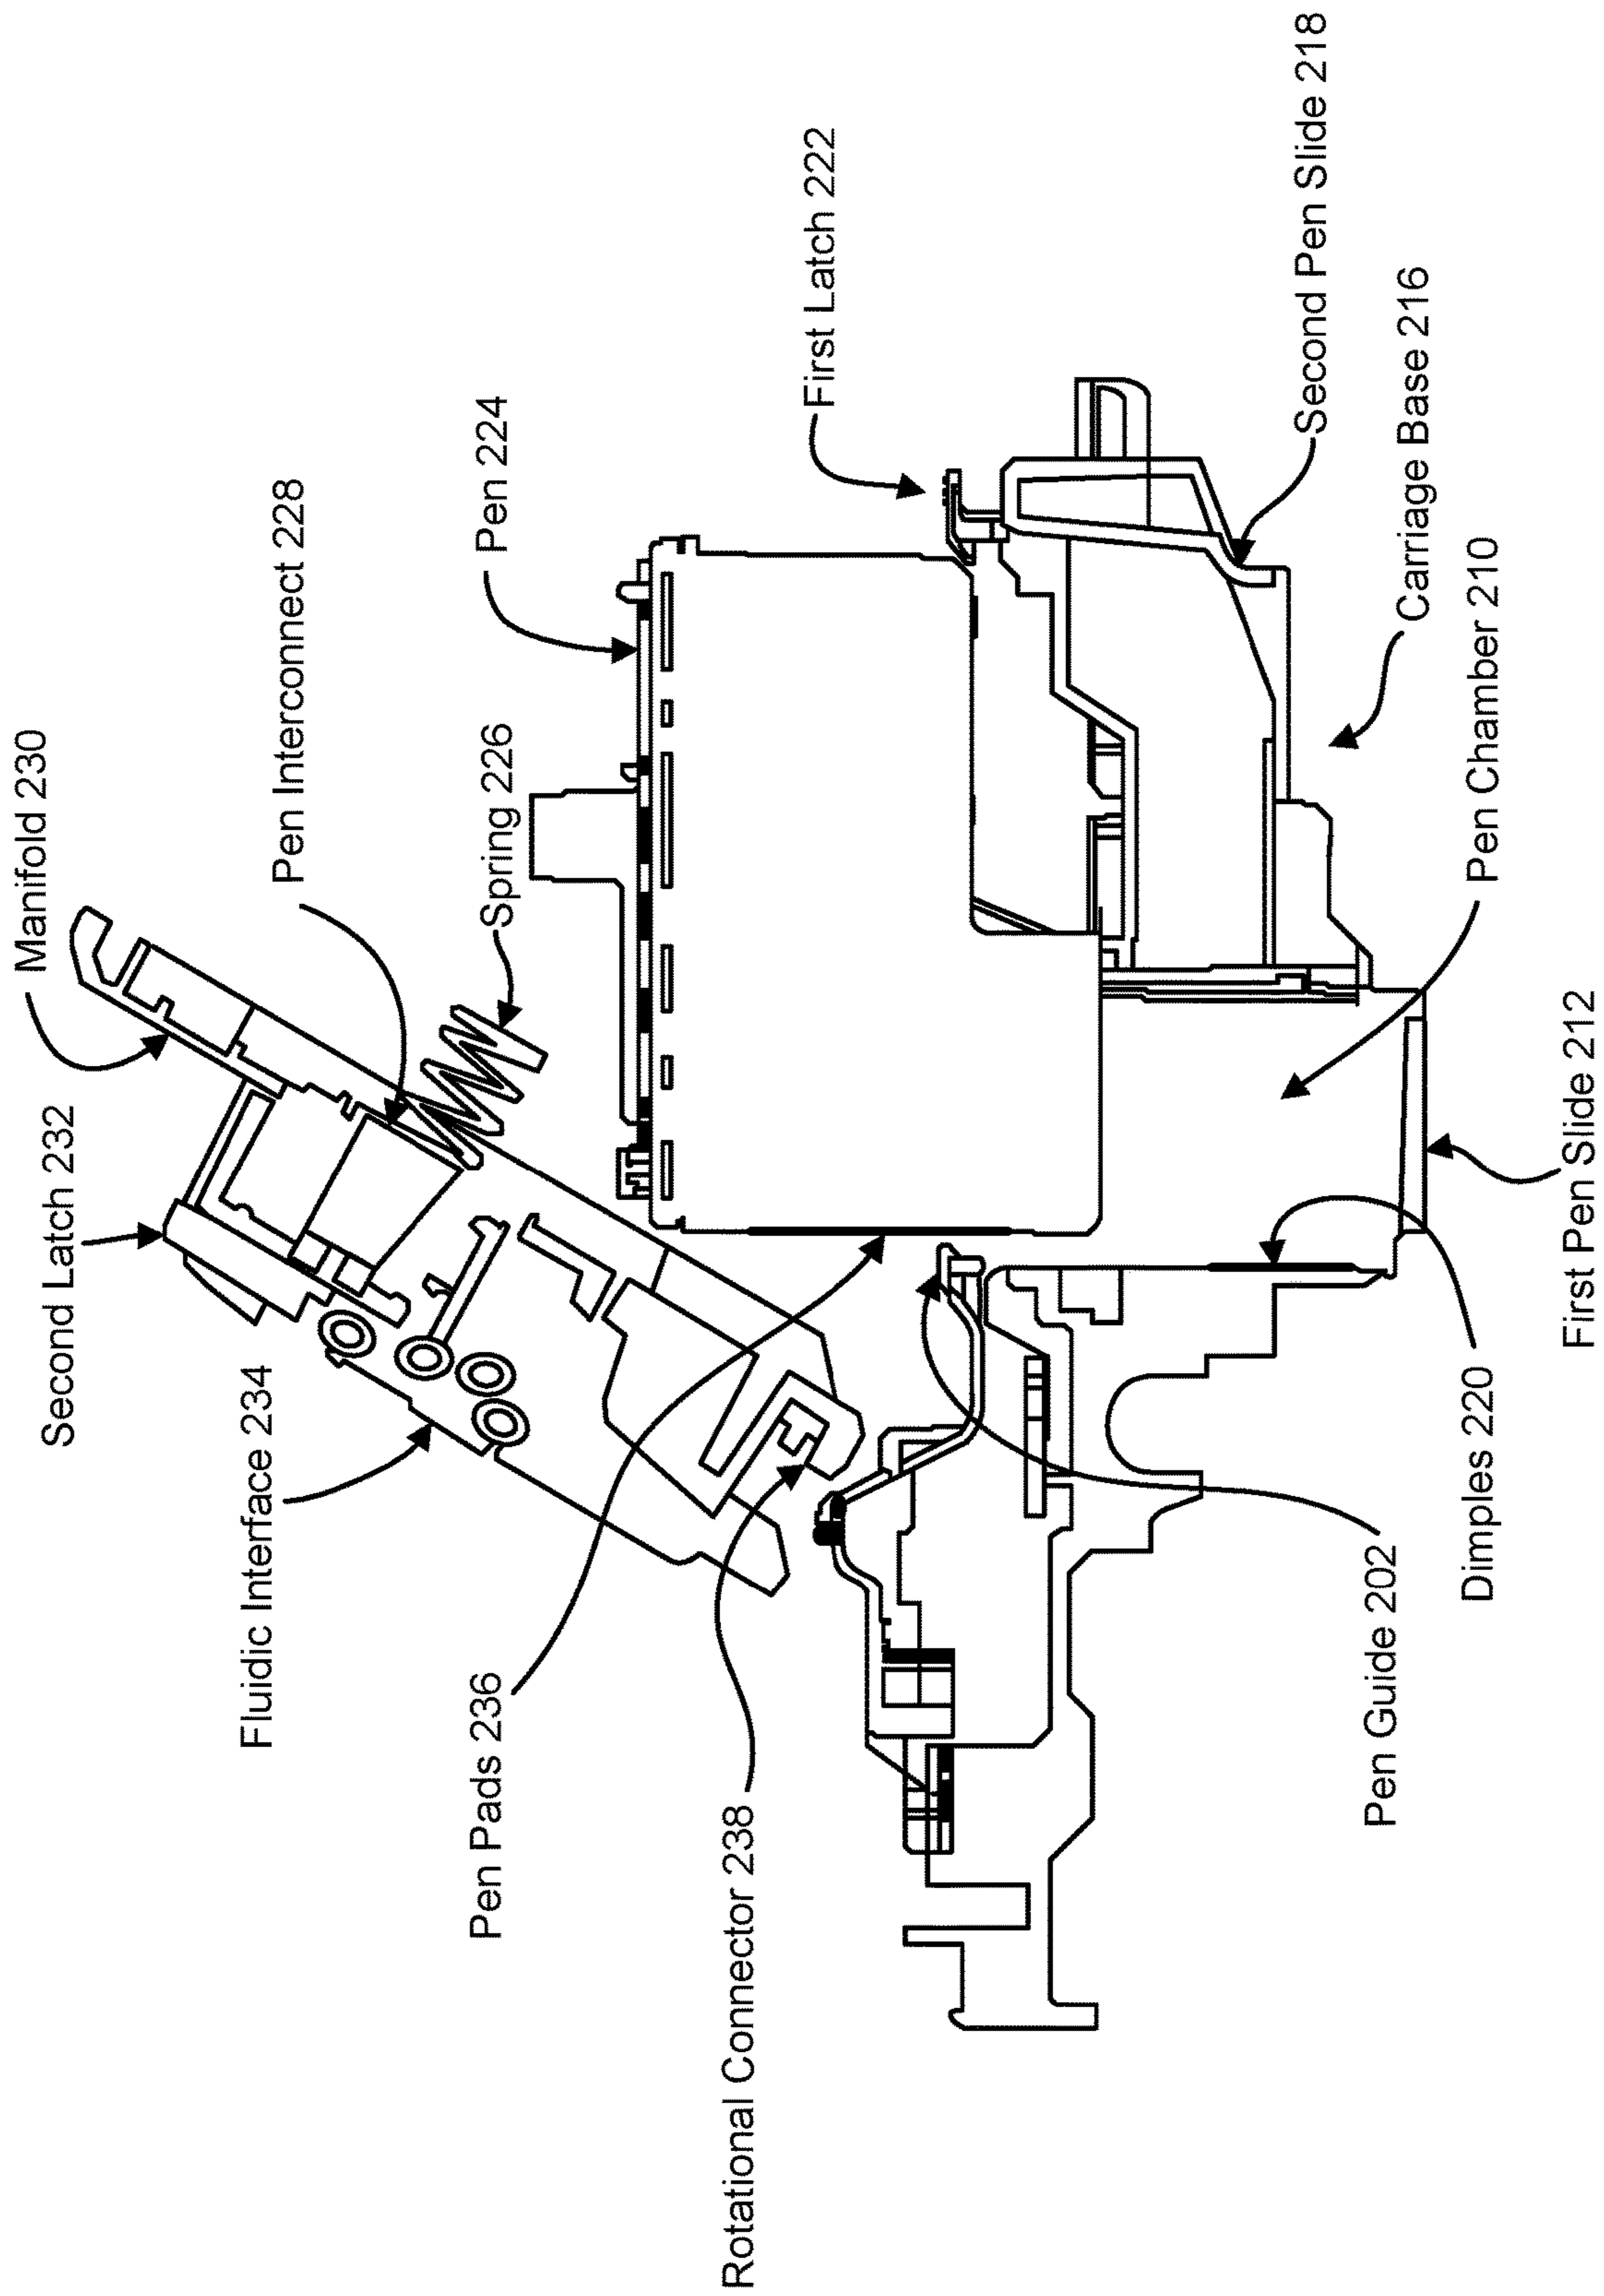 Manifold 230
Second Latch 232
Pen Interconnect 228
Fluidic Interface 234
Spring 226
Pen 224
Pen Pads 236
Rotational Connector 238
First Latch 222
Second Pen Slide 218
Carriage Base 216
Pen Chamber 210
First Pen Slide 212
Dimples 220
Pen Guide 202